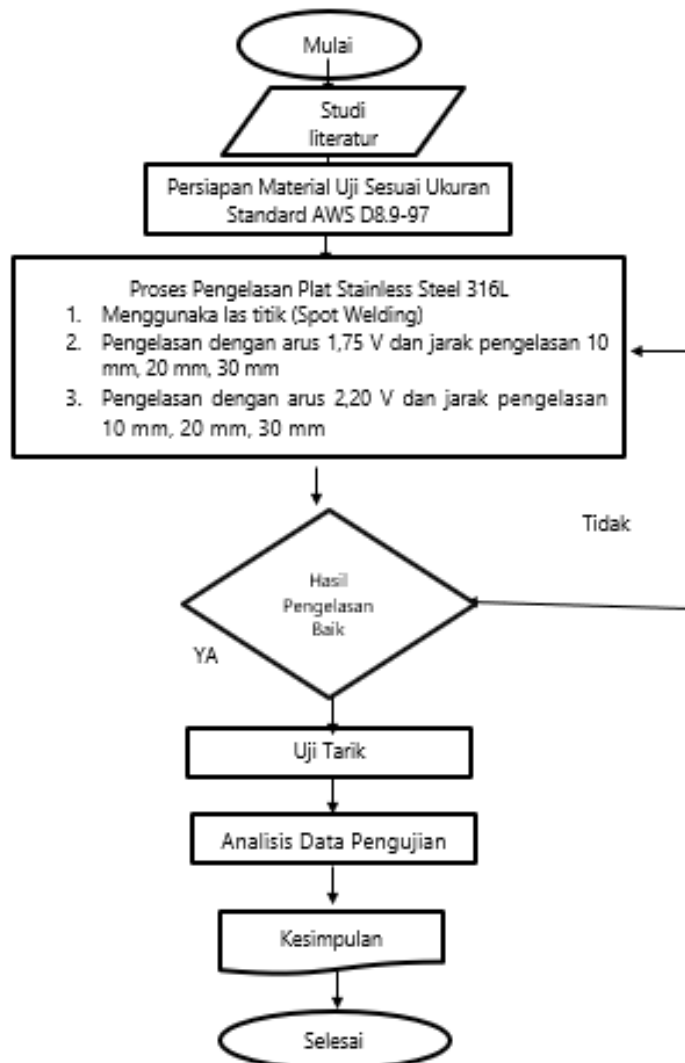 Mulai
Studi
literatur
Persiapan Material Uji Sesuai Ukuran
Standard AWS D8.9-97
Proses Pengelasan Plat Stainless Steel 316L
1. Menggunaka las titik (Spot Welding)
2. Pengelasan dengan arus 1,75 V dan jarak pengelasan 10
mm, 20 mm, 30 mm
3. Pengelasan dengan arus 2,20 V dan jarak pengelasan
10 mm, 20 mm, 30 mm
Tidak
Hasil
Pengelasan
Baik
YA
Uji Tarik
Analisis Data Pengujian
Kesimpulan
Selesai